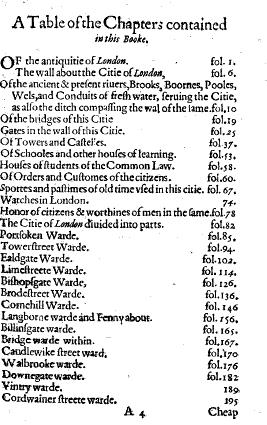 A Table of the Chapters contained
in this Booke.
OF the antiquitie of London. fol. 1.
The wall about the Citie of London, fol. 6.
Of the ancient & present riuers, Brooks, Boornes, Pooles,
Wels, and Conduits of fresh water, seruing the Citie,
as also the ditch compassing the wal of the same. fol, 10
Of the bridges of this Citie fol. 19
Gates in the wall of this Citie. fol. 25
Of Towers and Castels. fol 37.
Of Schooles and other houses of learning. fol. 53.
Houses of students of the Common Law. fol. 58.
Of Orders and Customes of the citizens. fol. 60.
Sportes and pastimes of old time vsed in this citie. fol. 67.
Watches in London. 74.
Honor of citizens & worthines of men in the same. fol. 78
The Citie of London diuided into parts. fol. 82
Portsoken Warde. fol. 85.
Towerstreet Warde. fol. 94.
Ealdgate Warde. fol. 102.
Limestreete Warde. fol. 114.
Bishopsgate Warde, fol. 126.
Brodestreet Warde. fol. 136.
Cornehill Warde. fol. 146
Langborne warde and Fenny about. fol. 156.
Billinsgate warde. fol. 165.
Bridge warde within. fol, 167.
Candlewike street ward, fol, 170
Walbrooke warde. fol. 176
Downegate warde. fol. 182
Vintry warde. 189
Cordwainer streete warde. 195
A 4 Cheap